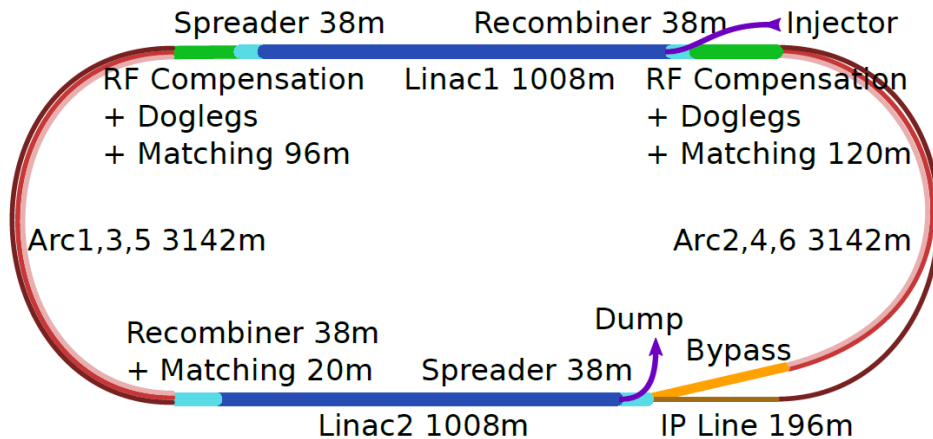 Spreader 38m
Recombiner 38m
Injector
RF Compensation
+ Doglegs
+ Matching 96m
Linac1 1008m
RF Compensation
+ Doglegs
+ Matching 120m
Arc1,3,5 3142m
Arc2,4,6 3142m
Recombiner 38m
+ Matching 20m
Dump
Spreader 38m
Bypass
Linac2 1008m
IP Line 196m